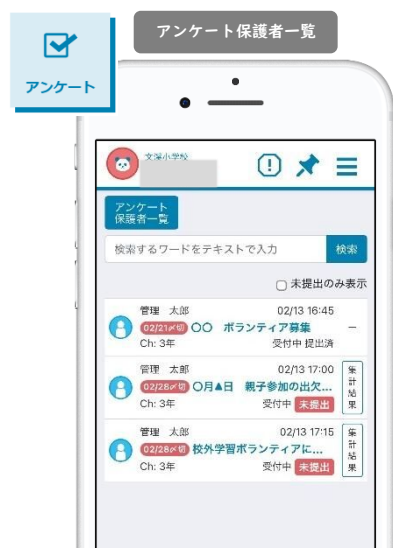 アンケート保護者一覧
アンケート
アンケート
保護者一覧
検索するワードをテキストで入力
検索
未提出のみ表示
管理 太郎
02/13 16:45
02/21〆切 〇〇 ボランティア募集
Ch: 3年
受付中 提出済
管理 太郎
02/13 17:00
02/28〆切 〇月▲日 親子参加の出欠...
Ch: 3年
受付中 未提出
集計結果
管理 太郎
02/13 17:15
02/28〆切 校外学習ボランティアに...
Ch: 3年
受付中 未提出
集計結果